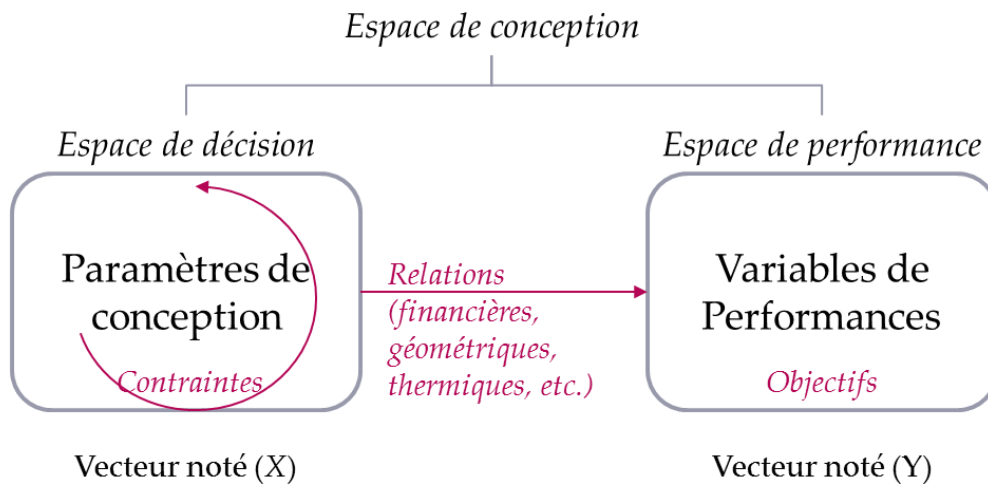 Espace de conception
Espace de décision
Espace de performance
Paramètres de
conception
Contraintes
Relations
(financières,
géométriques,
thermiques, etc.)
Variables de
Performances
Objectifs
Vecteur noté (X)
Vecteur noté (Y)